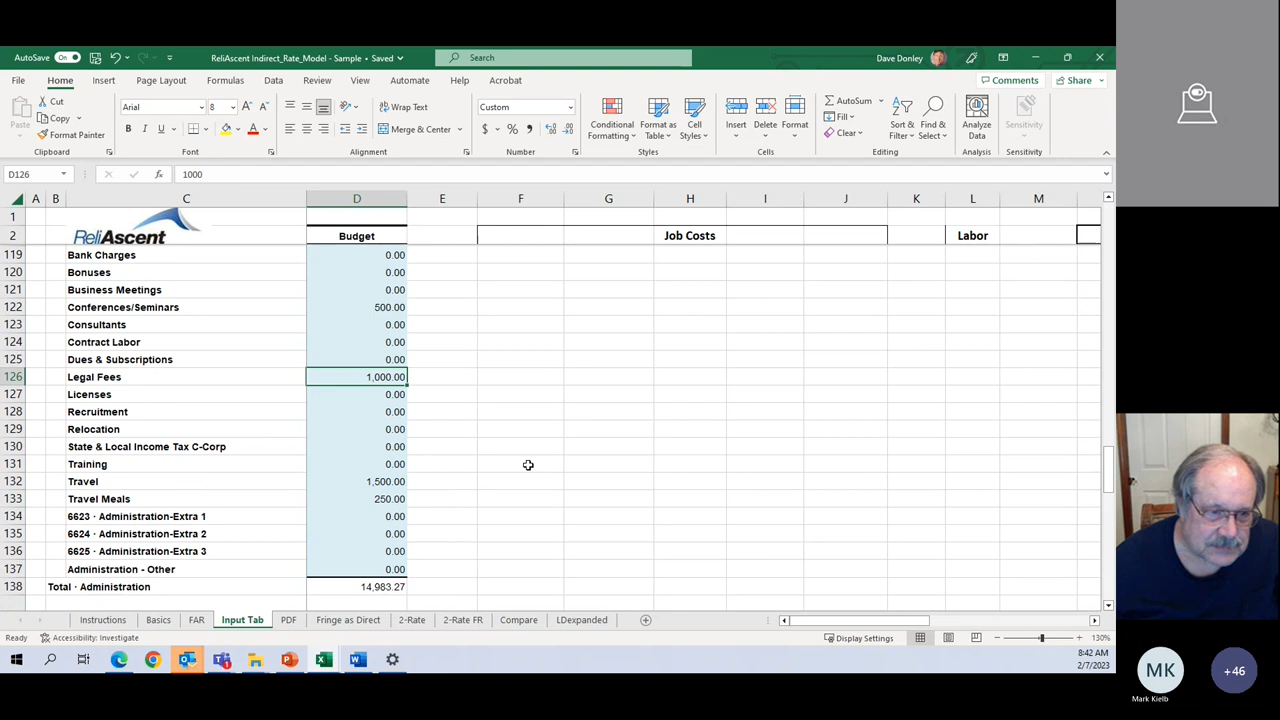 AutoSave On ReliAscent Indirect_Rate_Model - Sample • Saved Search Dave Donley
File Home Insert Page Layout Formulas Data Review View Automate Help Acrobat Comments Share
Paste Cut Copy Format Painter Clipboard
Arial 8 Font
Wrap Text Merge & Center Alignment
Custom Number
Conditional Formatting Format as Table Cell Styles Styles
Insert Delete Format Cells
AutoSum Fill Clear Sort & Filter Find & Select Editing
Analyze Data Analysis
Sensitivity Sensitivity
D126 fx 1000
A B C D E F G H I J K L M
1
2 ReliAscent Budget Job Costs Labor
119 Bank Charges 0.00
120 Bonuses 0.00
121 Business Meetings 0.00
122 Conferences/Seminars 500.00
123 Consultants 0.00
124 Contract Labor 0.00
125 Dues & Subscriptions 0.00
126 Legal Fees 1,000.00
127 Licenses 0.00
128 Recruitment 0.00
129 Relocation 0.00
130 State & Local Income Tax C-Corp 0.00
131 Training 0.00
132 Travel 1,500.00
133 Travel Meals 250.00
134 6623 · Administration-Extra 1 0.00
135 6624 · Administration-Extra 2 0.00
136 6625 · Administration-Extra 3 0.00
137 Administration - Other 0.00
138 Total · Administration 14,983.27
Instructions Basics FAR Input Tab PDF Fringe as Direct 2-Rate 2-Rate FR Compare LDexpanded
Ready Accessibility: Investigate Display Settings 130%
8:42 AM
2/7/2023
MK
Mark Kielb
+46